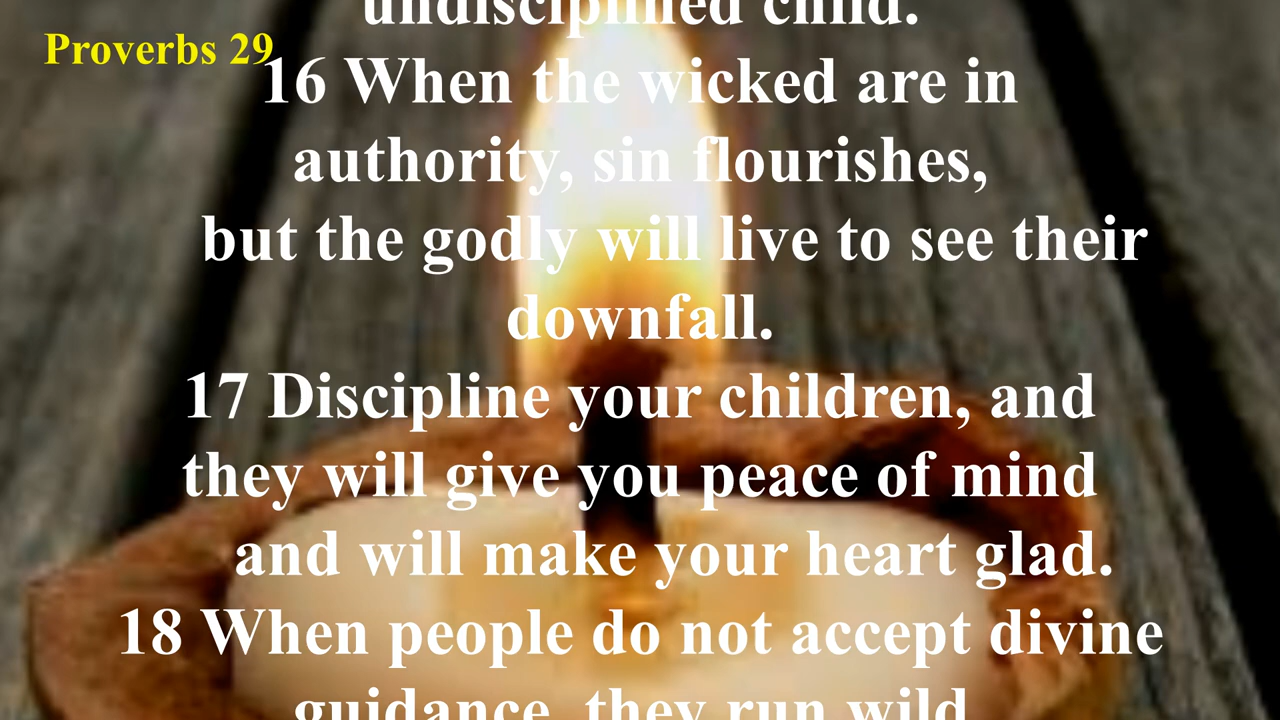 undisciplined child.
Proverbs 29
16 When the wicked are in
authority, sin flourishes,
but the godly will live to see their
downfall.
17 Discipline your children, and
they will give you peace of mind
and will make your heart glad.
18 When people do not accept divine
guidance, they run wild